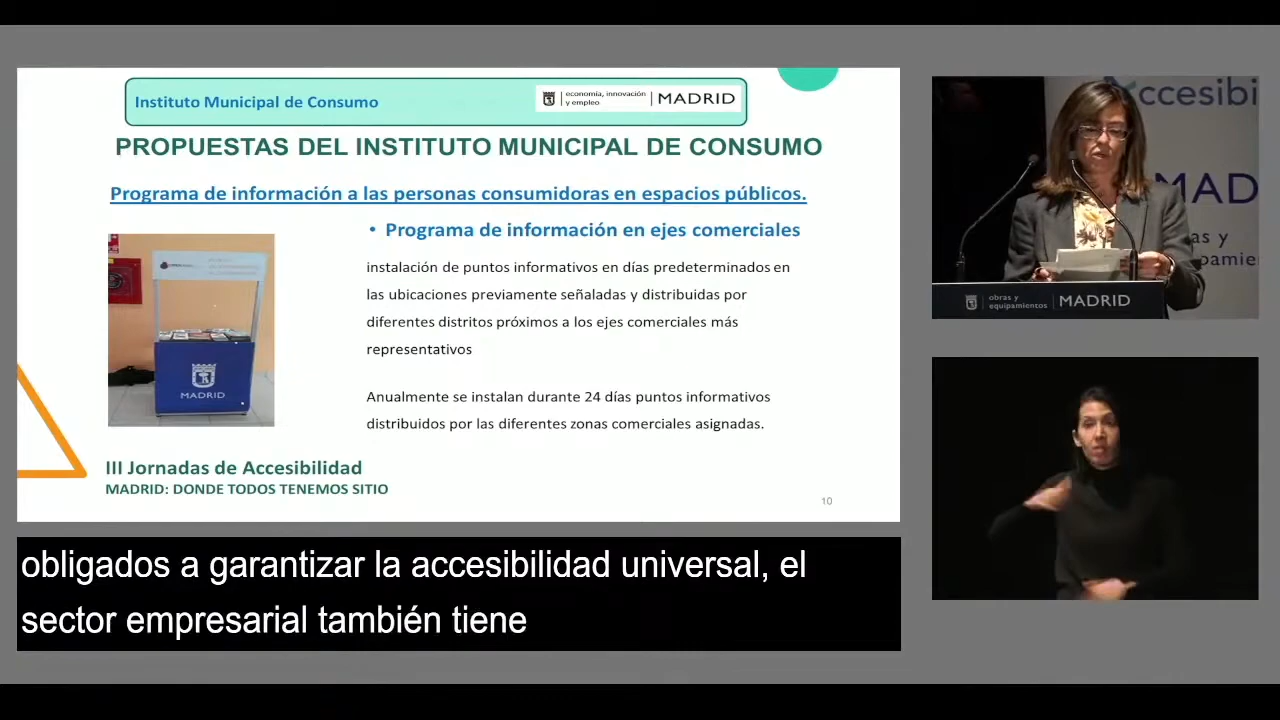 Instituto Municipal de Consumo
economía, innovación
y empleo
MADRID
PROPUESTAS DEL INSTITUTO MUNICIPAL DE CONSUMO
Programa de información a las personas consumidoras en espacios públicos.
• Programa de información en ejes comerciales
instalación de puntos informativos en días predeterminados en
las ubicaciones previamente señaladas y distribuidas por
diferentes distritos próximos a los ejes comerciales más
representativos
Anualmente se instalan durante 24 días puntos informativos
distribuidos por las diferentes zonas comerciales asignadas.
MADRID
III Jornadas de Accesibilidad
MADRID: DONDE TODOS TENEMOS SITIO
10
ccesibi
MAD
as y
pamie
obras y
equipamientos
MADRID
obligados a garantizar la accesibilidad universal, el
sector empresarial también tiene